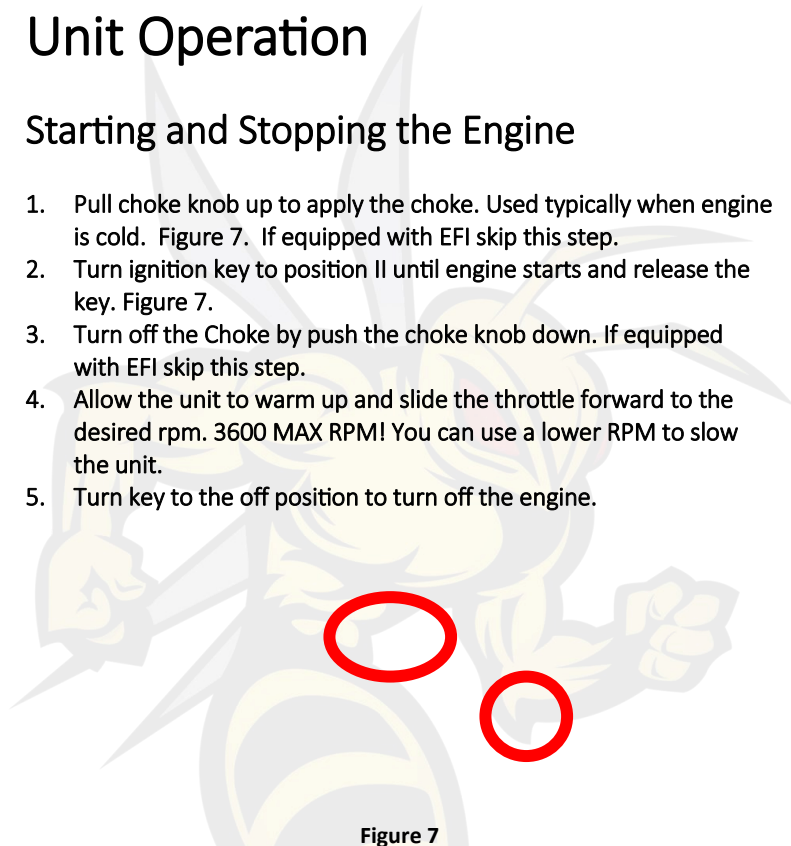 Unit Operation
Starting and Stopping the Engine
1. Pull choke knob up to apply the choke. Used typically when engine
is cold.  Figure 7.  If equipped with EFI skip this step.
2. Turn ignition key to position II until engine starts and release the
key. Figure 7.
3. Turn off the Choke by push the choke knob down. If equipped
with EFI skip this step.
4. Allow the unit to warm up and slide the throttle forward to the
desired rpm. 3600 MAX RPM! You can use a lower RPM to slow
the unit.
5. Turn key to the off position to turn off the engine.
Figure 7